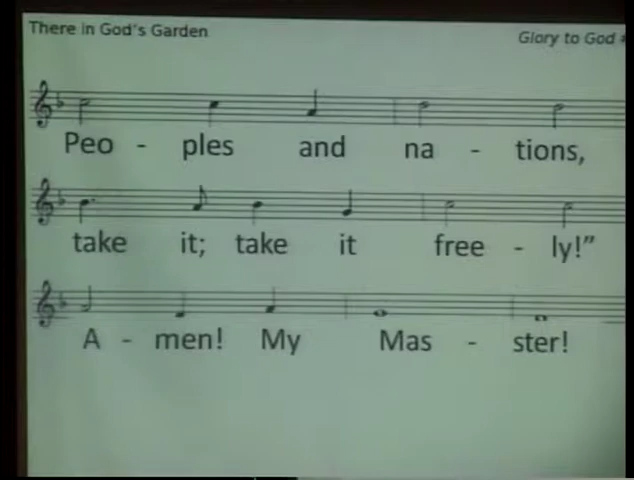 There in God's Garden
Glory to God #
Peo - ples and na - tions,
take it; take it free - ly!”
A - men! My Mas - ster!